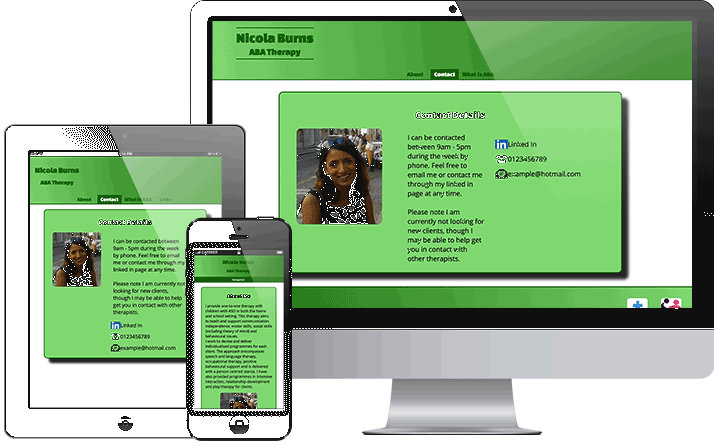 Nicola Burns
ABA Therapy
About
Contact
What is ABA
Contact Details
I can be contacted
between 9am - 5pm
during the week by
phone. Feel free to
email me or contact me
through my linked in
page at any time.
Please note I am
currently not looking for
new clients, though I
may be able to help get
you in contact with
other therapists.
Linked In
0123456789
example@hotmail.com
Nicola Burns
ABA Therapy
About
Contact
What is ABA
Links
Contact Details
I can be contacted between
9am - 5pm during the week
by phone. Feel free to email
me or contact me through my
linked in page at any time.
Please note I am currently not
looking for new clients,
though I may be able to help
get you in contact with other
therapists.
Linked In
0123456789
example@hotmail.com
Nicola Burns
ABA Therapy
Navigation
About Me
I provide one-to-one therapy with
children with ASD in both the home
and school setting. This therapy
aims to teach and support communication,
independence, motor skills, social skills
(including theory of mind) and
behavioural issues.
I work to devise and deliver
individualised programmes for each
client. The approach encompasses
speech and language therapy,
occupational therapy, positive
behavioural support and is delivered
with a person centred stance. I have
also provided programmes in intensive
interaction, relationship development
and play therapy for clients.